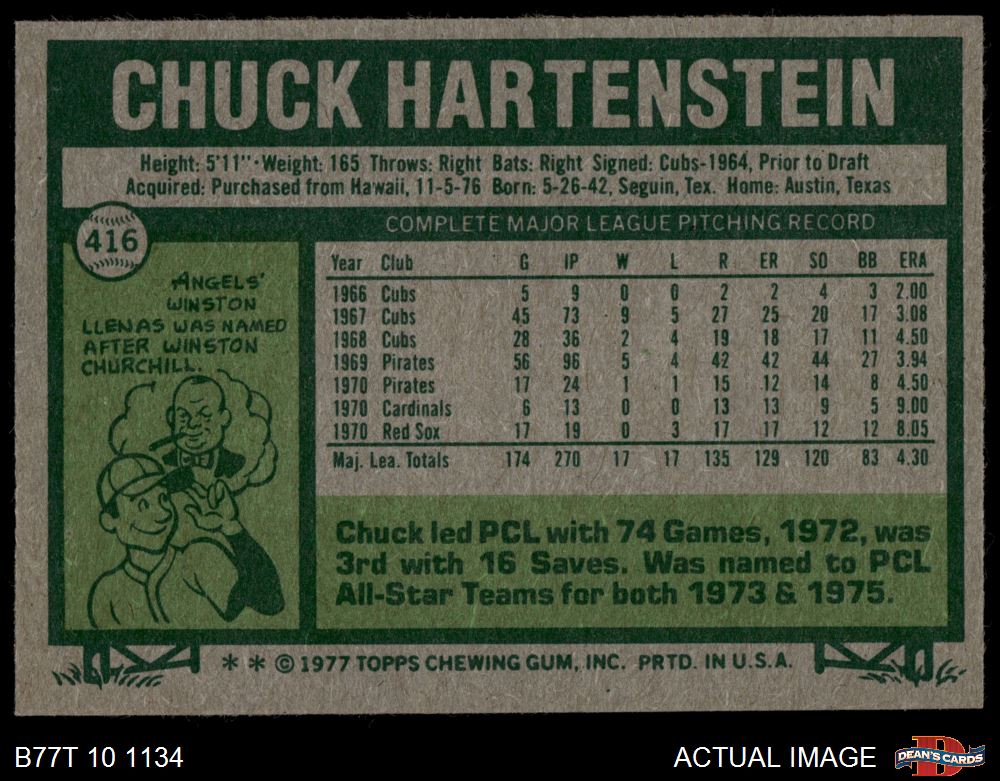 CHUCK HARTENSTEIN
Height: 5'11"•Weight: 165 Throws: Right Bats: Right Signed: Cubs-1964, Prior to Draft
Acquired: Purchased from Hawaii, 11-5-76 Born: 5-26-42, Seguin, Tex. Home: Austin, Texas
416
COMPLETE MAJOR LEAGUE PITCHING RECORD
ANGELS'
WINSTON
LLENAS WAS NAMED
AFTER WINSTON
CHURCHILL.
Year Club G IP W L R ER SO BB ERA
1966 Cubs 5 9 0 0 2 2 4 3 2.00
1967 Cubs 45 73 9 5 27 25 20 17 3.08
1968 Cubs 28 36 2 4 19 18 17 11 4.50
1969 Pirates 56 96 5 4 42 42 44 27 3.94
1970 Pirates 17 24 1 1 15 12 14 8 4.50
1970 Cardinals 6 13 0 0 13 13 9 5 9.00
1970 Red Sox 17 19 0 3 17 17 12 12 8.05
Maj. Lea. Totals 174 270 17 17 135 129 120 83 4.30
Chuck led PCL with 74 Games, 1972, was
3rd with 16 Saves. Was named to PCL
All-Star Teams for both 1973 & 1975.
* * © 1977 TOPPS CHEWING GUM, INC. PRTD. IN U.S.A.
B77T 10 1134
ACTUAL IMAGE
D
DEAN'S CARDS